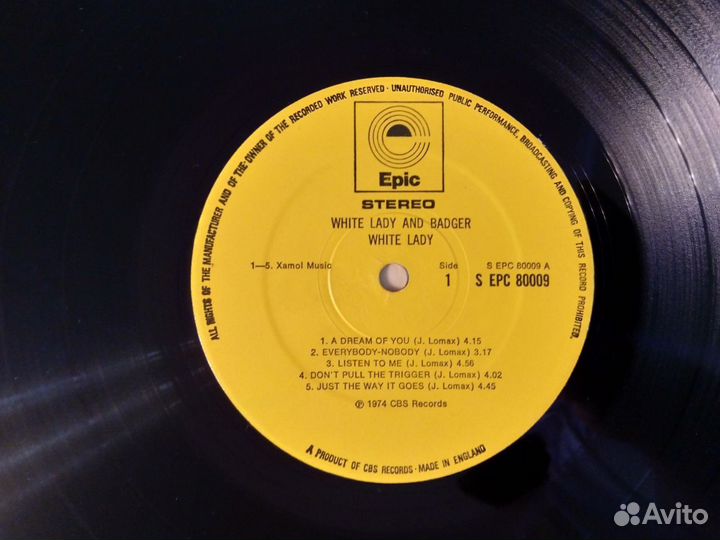 ALL RIGHTS OF THE MANUFACTURER AND OF THE OWNER OF THE RECORDED WORK RESERVED · UNAUTHORISED PUBLIC PERFORMANCE, BROADCASTING AND COPYING OF THIS RECORD PROHIBITED.
Epic
STEREO
WHITE LADY AND BADGER
WHITE LADY
1—5. Xamol Music
Side
1
S EPC 80009 A
S EPC 80009
1. A DREAM OF YOU (J. Lomax) 4.15
2. EVERYBODY-NOBODY (J. Lomax) 3.17
3. LISTEN TO ME (J. Lomax) 4.56
4. DON'T PULL THE TRIGGER (J. Lomax) 4.02
5. JUST THE WAY IT GOES (J. Lomax) 4.45
℗ 1974 CBS Records
A PRODUCT OF CBS RECORDS · MADE IN ENGLAND
Avito